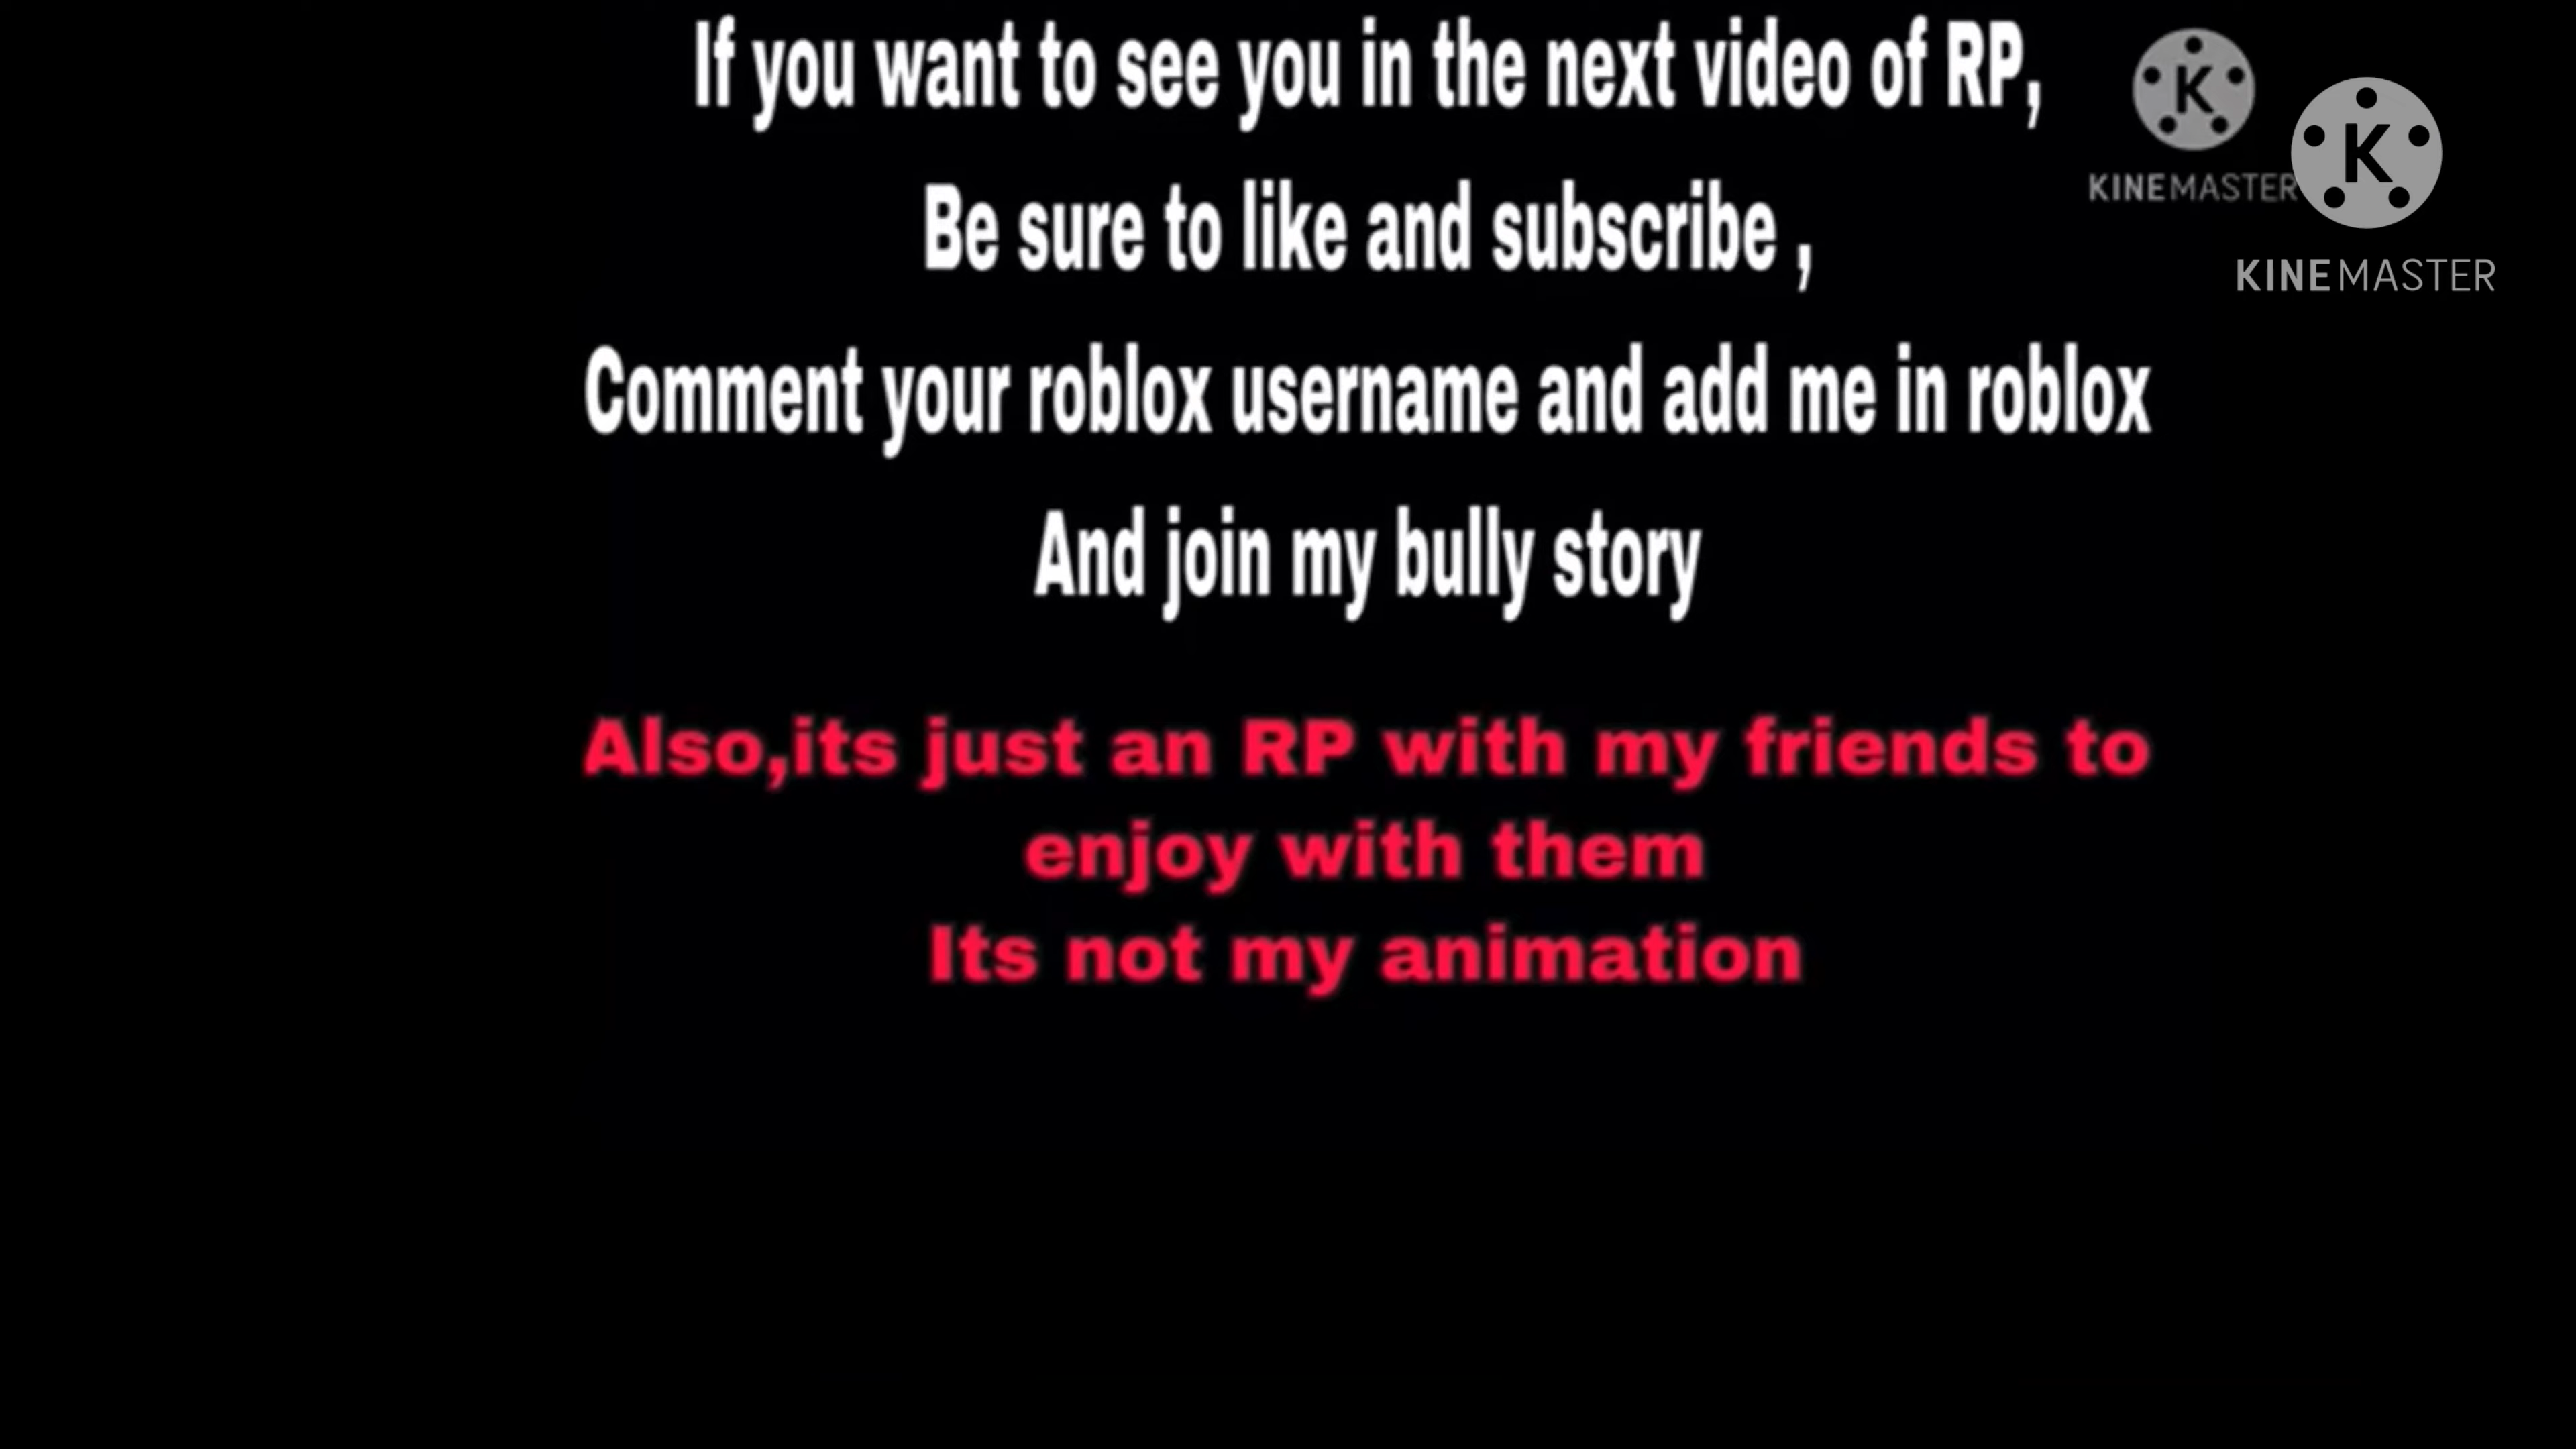 If you want to see you in the next video of RP,
Be sure to like and subscribe ,
Comment your roblox username and add me in roblox
And join my bully story
Also,its just an RP with my friends to
enjoy with them
Its not my animation
K
KINEMASTER
K
KINEMASTER